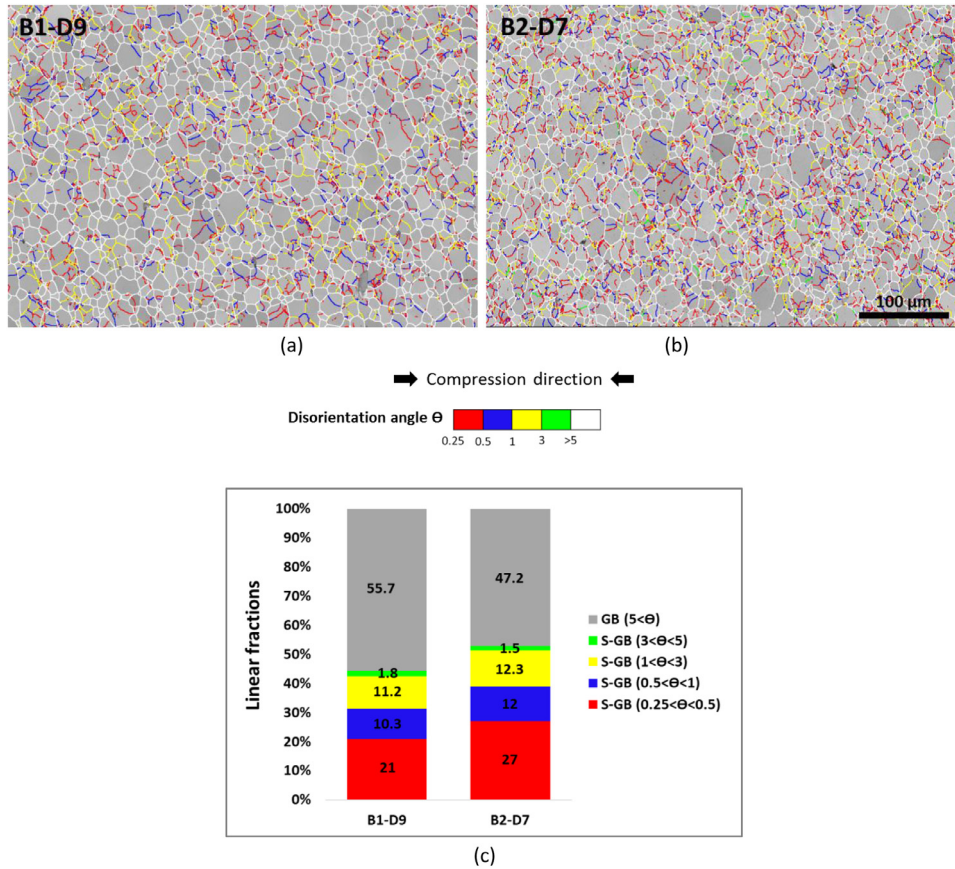 B1-D9
B2-D7
100 µm
(a)
(b)
Compression direction
Disorientation angle Ɵ
0.25 0.5 1 3 >5
100%
90%
80%
70%
60%
50%
40%
30%
20%
10%
0%
Linear fractions
55.7
1.8
11.2
10.3
21
47.2
1.5
12.3
12
27
B1-D9
B2-D7
GB (5<Ɵ)
S-GB (3<Ɵ<5)
S-GB (1<Ɵ<3)
S-GB (0.5<Ɵ<1)
S-GB (0.25<Ɵ<0.5)
(c)